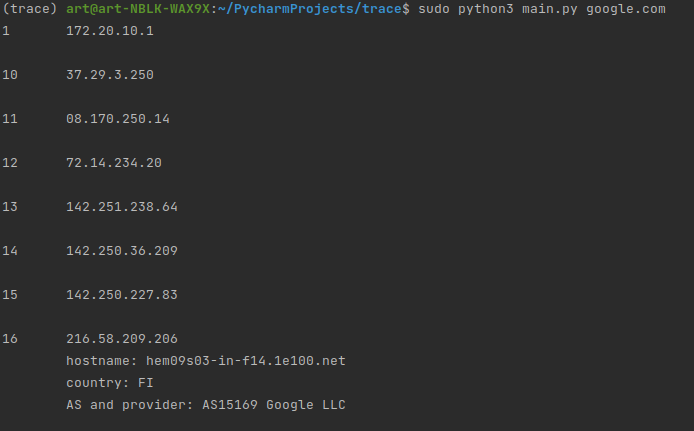 (trace) art@art-NBLK-WAX9X:~/PycharmProjects/trace$ sudo python3 main.py google.com
1 172.20.10.1
10 37.29.3.250
11 08.170.250.14
12 72.14.234.20
13 142.251.238.64
14 142.250.36.209
15 142.250.227.83
16 216.58.209.206
hostname: hem09s03-in-f14.1e100.net
country: FI
AS and provider: AS15169 Google LLC